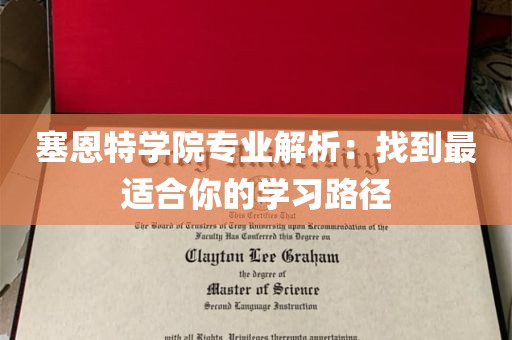 塞恩特学院专业解析：找到最
适合你的学习路径
This Certifies That
Board of Trustees of Troy University upon Recommendation of the
Faculty Has Conferred this Degree on
Clayton Lee Graham
the degree of
Master of Science
Second Language Instruction
with all Rights, Privileges thereunto appertaining.